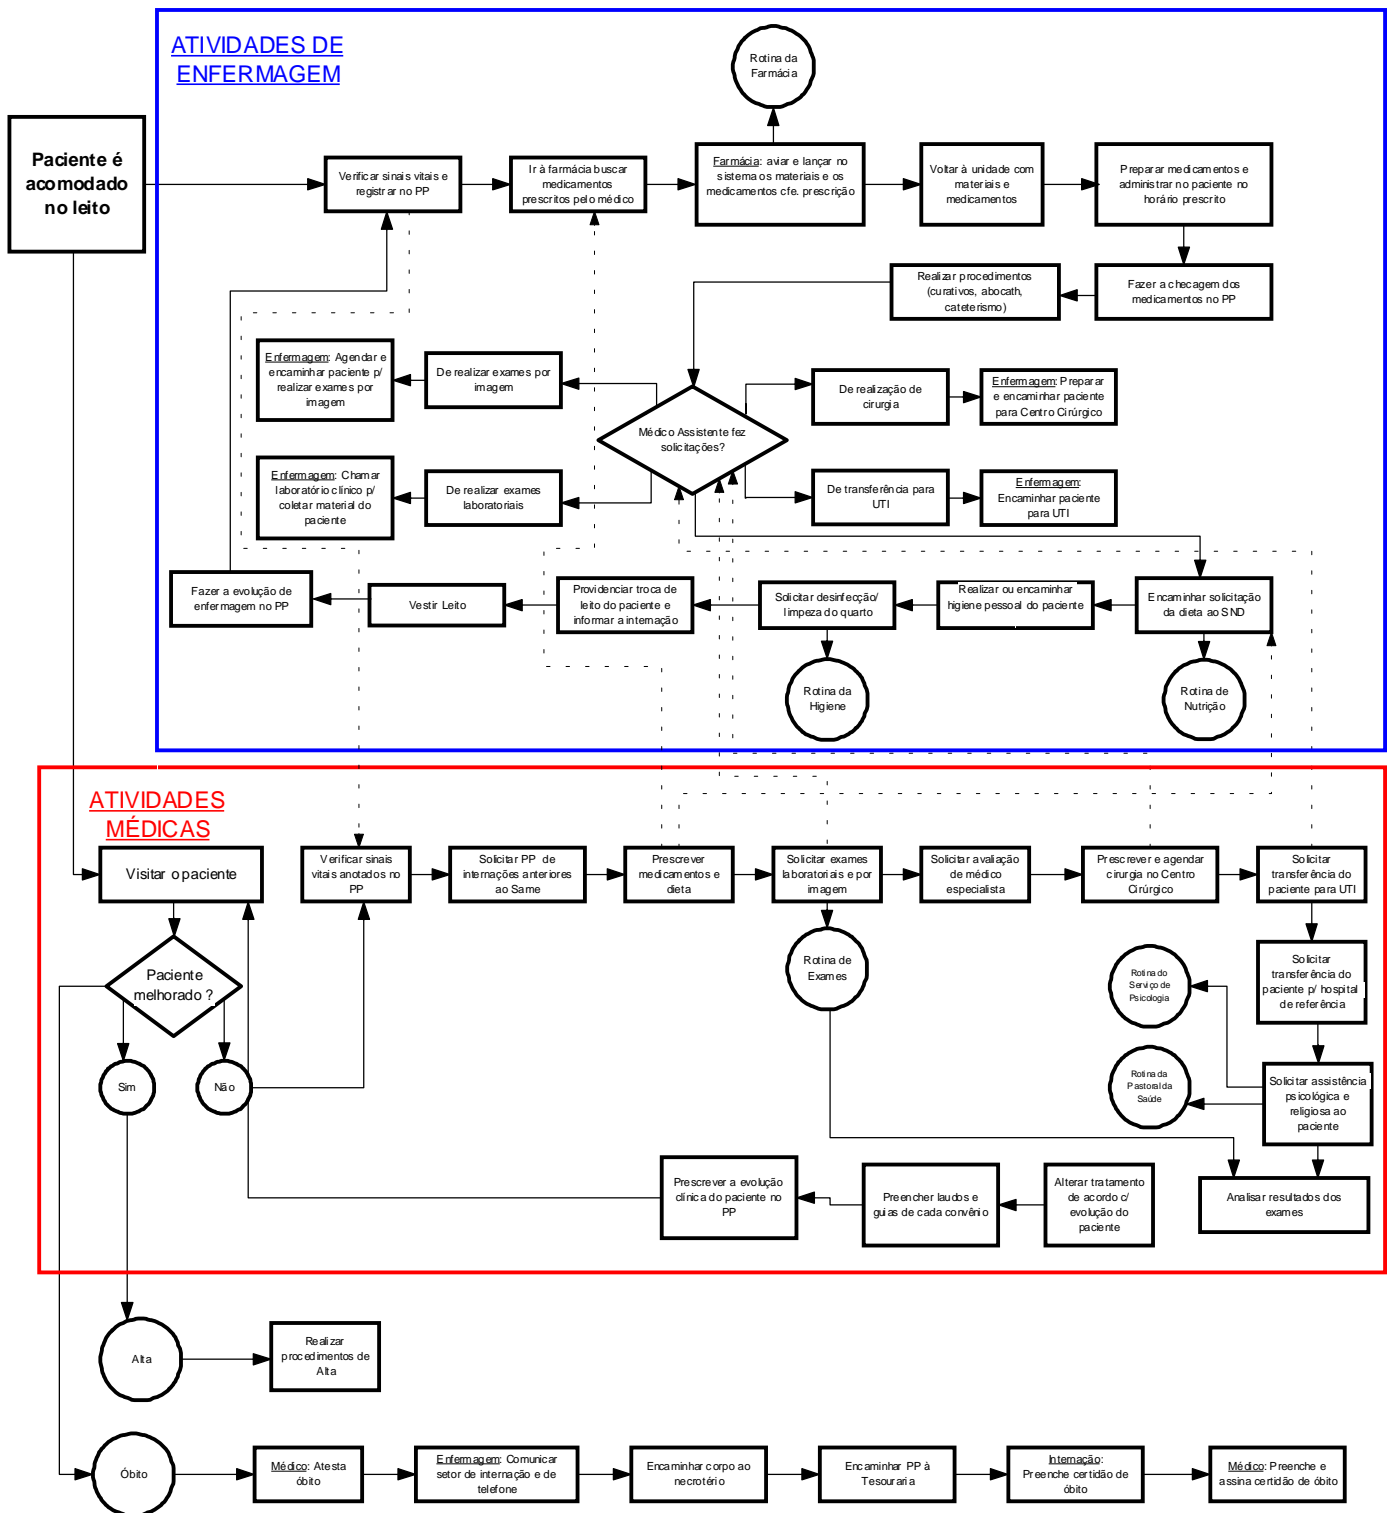 ATIVIDADES DE
ENFERMAGEM
Rotina da
Farmácia
Paciente é
acomodado
no leito
Verificar sinais vitais e
registrar no PP
Ir à farmácia buscar
medicamentos
prescritos pelo médico
Farmácia: aviar e lançar no
sistema os materiais e os
medicamentos cfe. prescrição
Voltar à unidade com
materiais e
medicamentos
Preparar medicamentos e
administrar no paciente no
horário prescrito
Realizar procedimentos
(curativos, abocath,
cateterismo)
Fazer a checagem dos
medicamentos no PP
Enfermagem: Agendar e
encaminhar paciente p/
realizar exames por
imagem
De realizar exames por
imagem
Médico Assistente fez
solicitações?
De realização de
cirurgia
Enfermagem: Preparar
e encaminhar paciente
para Centro Cirúrgico
Enfermagem: Chamar
laboratório clínico p/
coletar material do
paciente
De realizar exames
laboratoriais
De transferência para
UTI
Enfermagem:
Encaminhar paciente
para UTI
Fazer a evolução de
enfermagem no PP
Vestir Leito
Providenciar troca de
leito do paciente e
informar a internação
Solicitar desinfecção/
limpeza do quarto
Realizar ou encaminhar
higiene pessoal do paciente
Encaminhar solicitação
da dieta ao SND
Rotina da
Higiene
Rotina de
Nutrição
ATIVIDADES
MÉDICAS
Visitar o paciente
Verificar sinais
vitais anotados no
PP
Solicitar PP de
internações anteriores
ao Same
Prescrever
medicamentos e
dieta
Solicitar exames
laboratoriais e por
imagem
Solicitar avaliação
de médico
especialista
Prescrever e agendar
cirurgia no Centro
Cirúrgico
Solicitar
transferência do
paciente para UTI
Paciente
melhorado ?
Rotina de
Exames
Rotina do
Serviço de
Psicologia
Solicitar
transferência do
paciente p/ hospital
de referência
Sim
Não
Rotina da
Pastoral da
Saúde
Solicitar assistência
psicológica e
religiosa ao
paciente
Prescrever a evolução
clínica do paciente no
PP
Preencher laudos e
guias de cada convênio
Alterar tratamento
de acordo c/
evolução do
paciente
Analisar resultados dos
exames
Alta
Realizar
procedimentos de
Alta
Óbito
Médico: Atesta
óbito
Enfermagem: Comunicar
setor de internação e de
telefone
Encaminar corpo ao
necrotério
Encaminhar PP à
Tesouraria
Internação:
Preenche certidão de
óbito
Médico: Preenche e
assina certidão de óbito